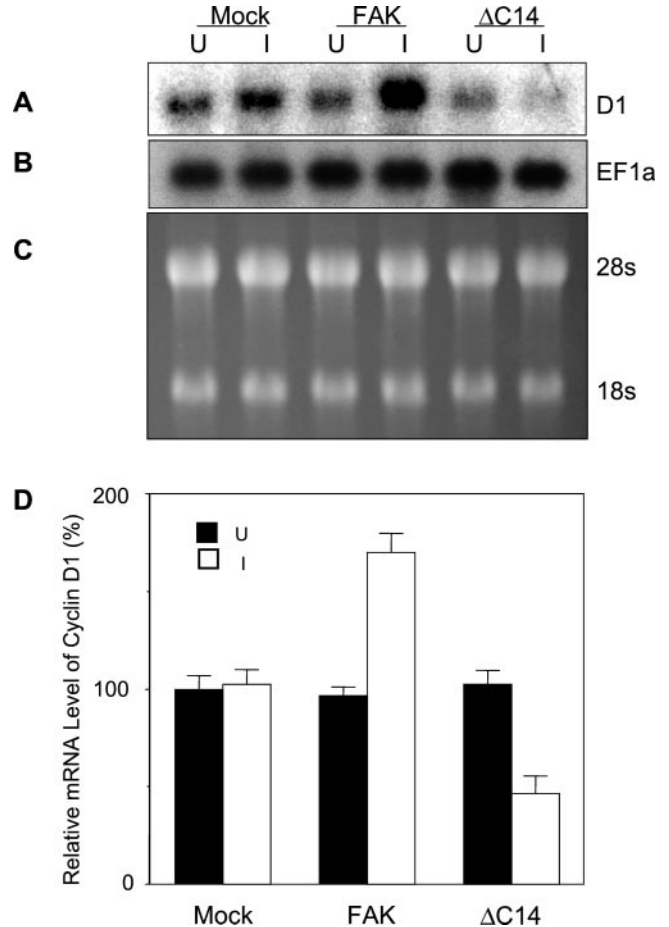 Mock FAK ΔC14
U I U I U I
A D1
B EF1a
C 28s
18s
D
Relative mRNA Level of Cyclin D1 (%)
200
100
0
U
I
Mock FAK ΔC14